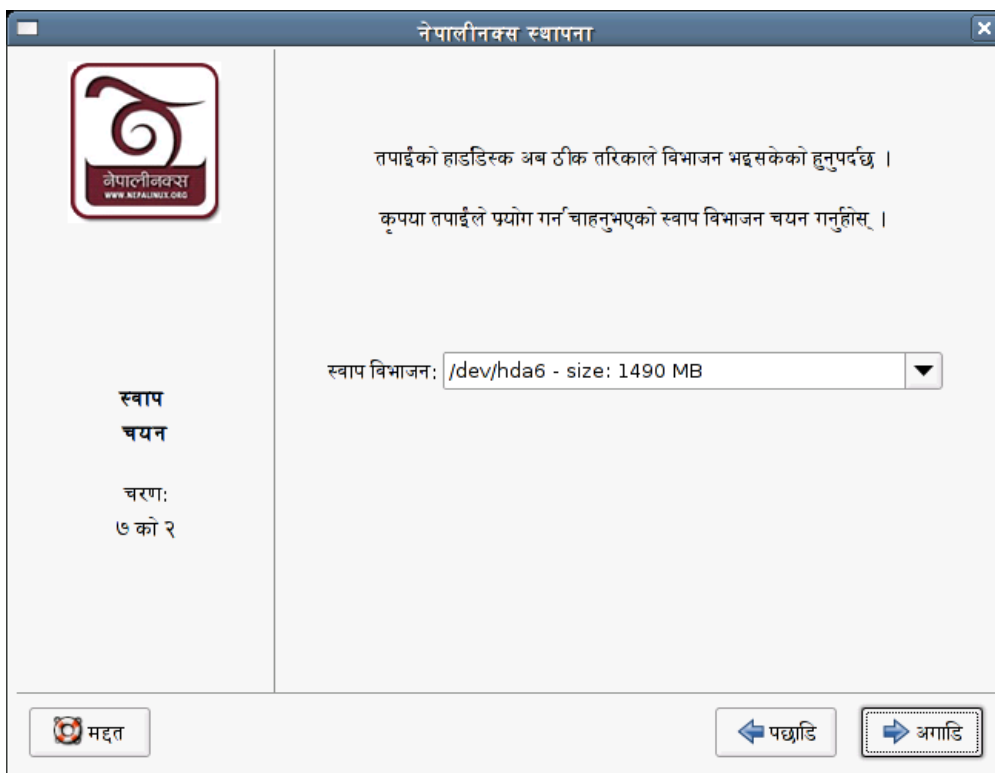 नेपालीनक्स स्थापना
नेपालीनक्स
WWW.NEPALINUX.ORG
तपाईंको हाडडिस्क अब ठीक तरिकाले विभाजन भइसकेको हुनुपर्दछ ।
कृपया तपाईंले प्रयोग गर्न चाहनुभएको स्वाप विभाजन चयन गर्नुहोस् ।
स्वाप विभाजन: /dev/hda6 - size: 1490 MB
स्वाप
चयन
चरण:
७ को २
मद्दत
पछाडि
अगाडि